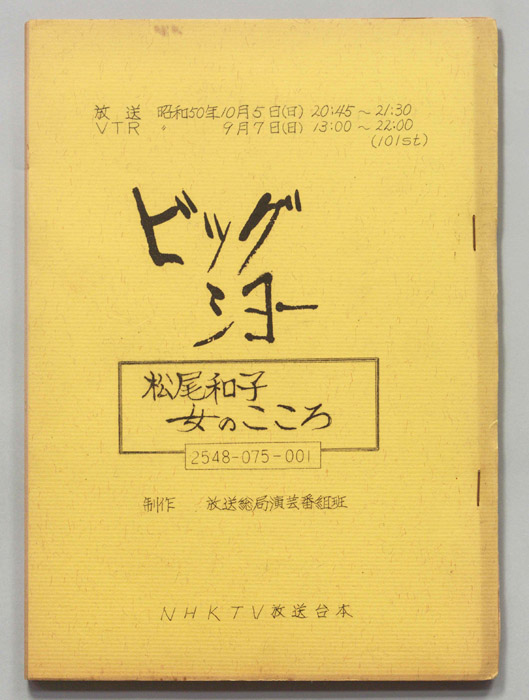 放送 昭和50年10月5日(日) 20:45～21:30
VTR 〃 9月7日(日) 13:00～22:00
(101st)
ビッグ
ショー
松尾和子
女のこころ
2548-075-001
制作 放送総局演芸番組班
NHKTV放送台本